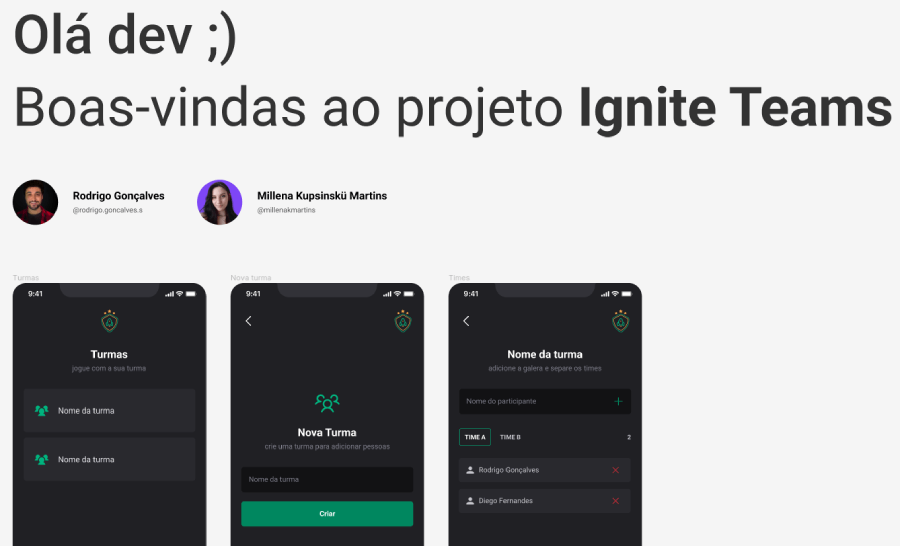 Olá dev ;)
Boas-vindas ao projeto Ignite Teams
Rodrigo Gonçalves
@rodrigo.goncalves.s
Millena Kupsinskü Martins
@millenakmartins
Turmas
9:41
Turmas
jogue com a sua turma
Nome da turma
Nome da turma
Nova turma
9:41
Nova Turma
crie uma turma para adicionar pessoas
Nome da turma
Criar
Times
9:41
Nome da turma
adicione a galera e separe os times
Nome do participante
TIME A TIME B 2
Rodrigo Gonçalves
Diego Fernandes